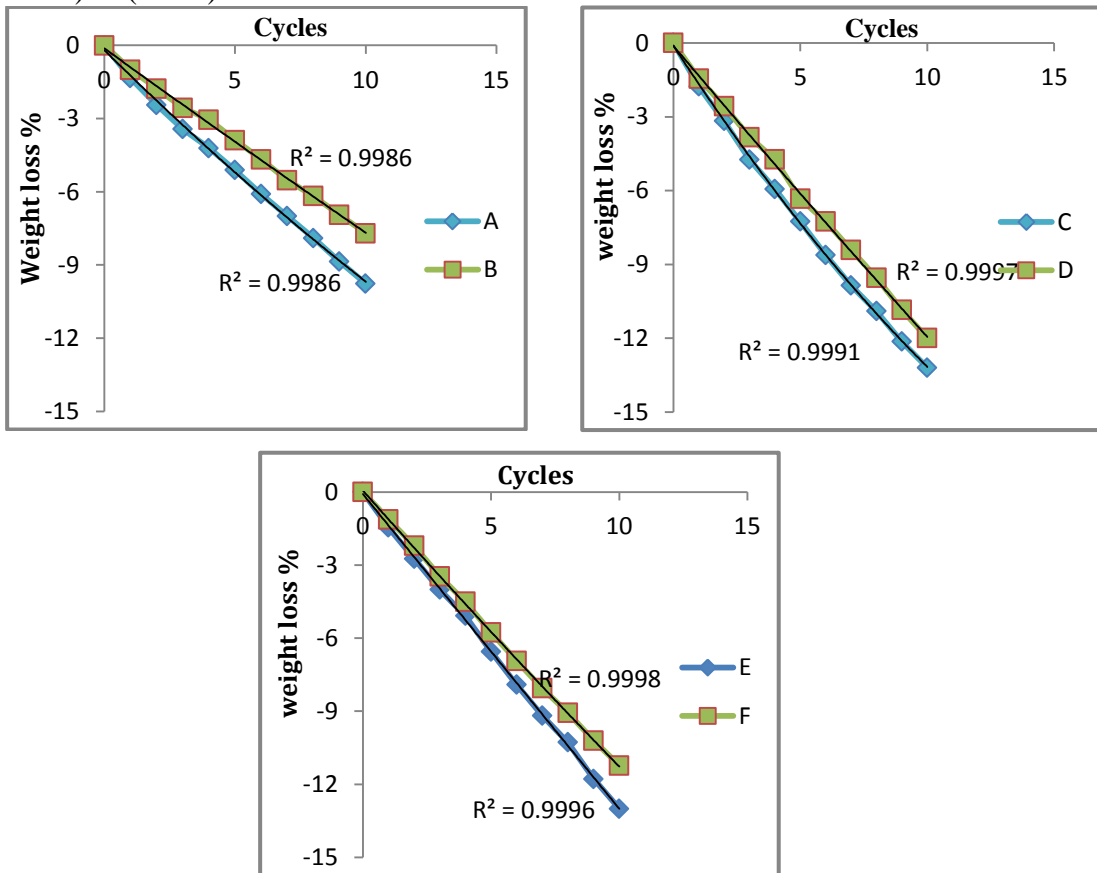 Cycles
0
0 5 10 15
-3
-6
-9
-12
-15
Weight loss %
R² = 0.9986
R² = 0.9986
A
B
Cycles
0
0 5 10 15
-3
-6
-9
-12
-15
weight loss %
R² = 0.9997
R² = 0.9991
C
D
Cycles
0
0 5 10 15
-3
-6
-9
-12
-15
weight loss %
R² = 0.9998
R² = 0.9996
E
F